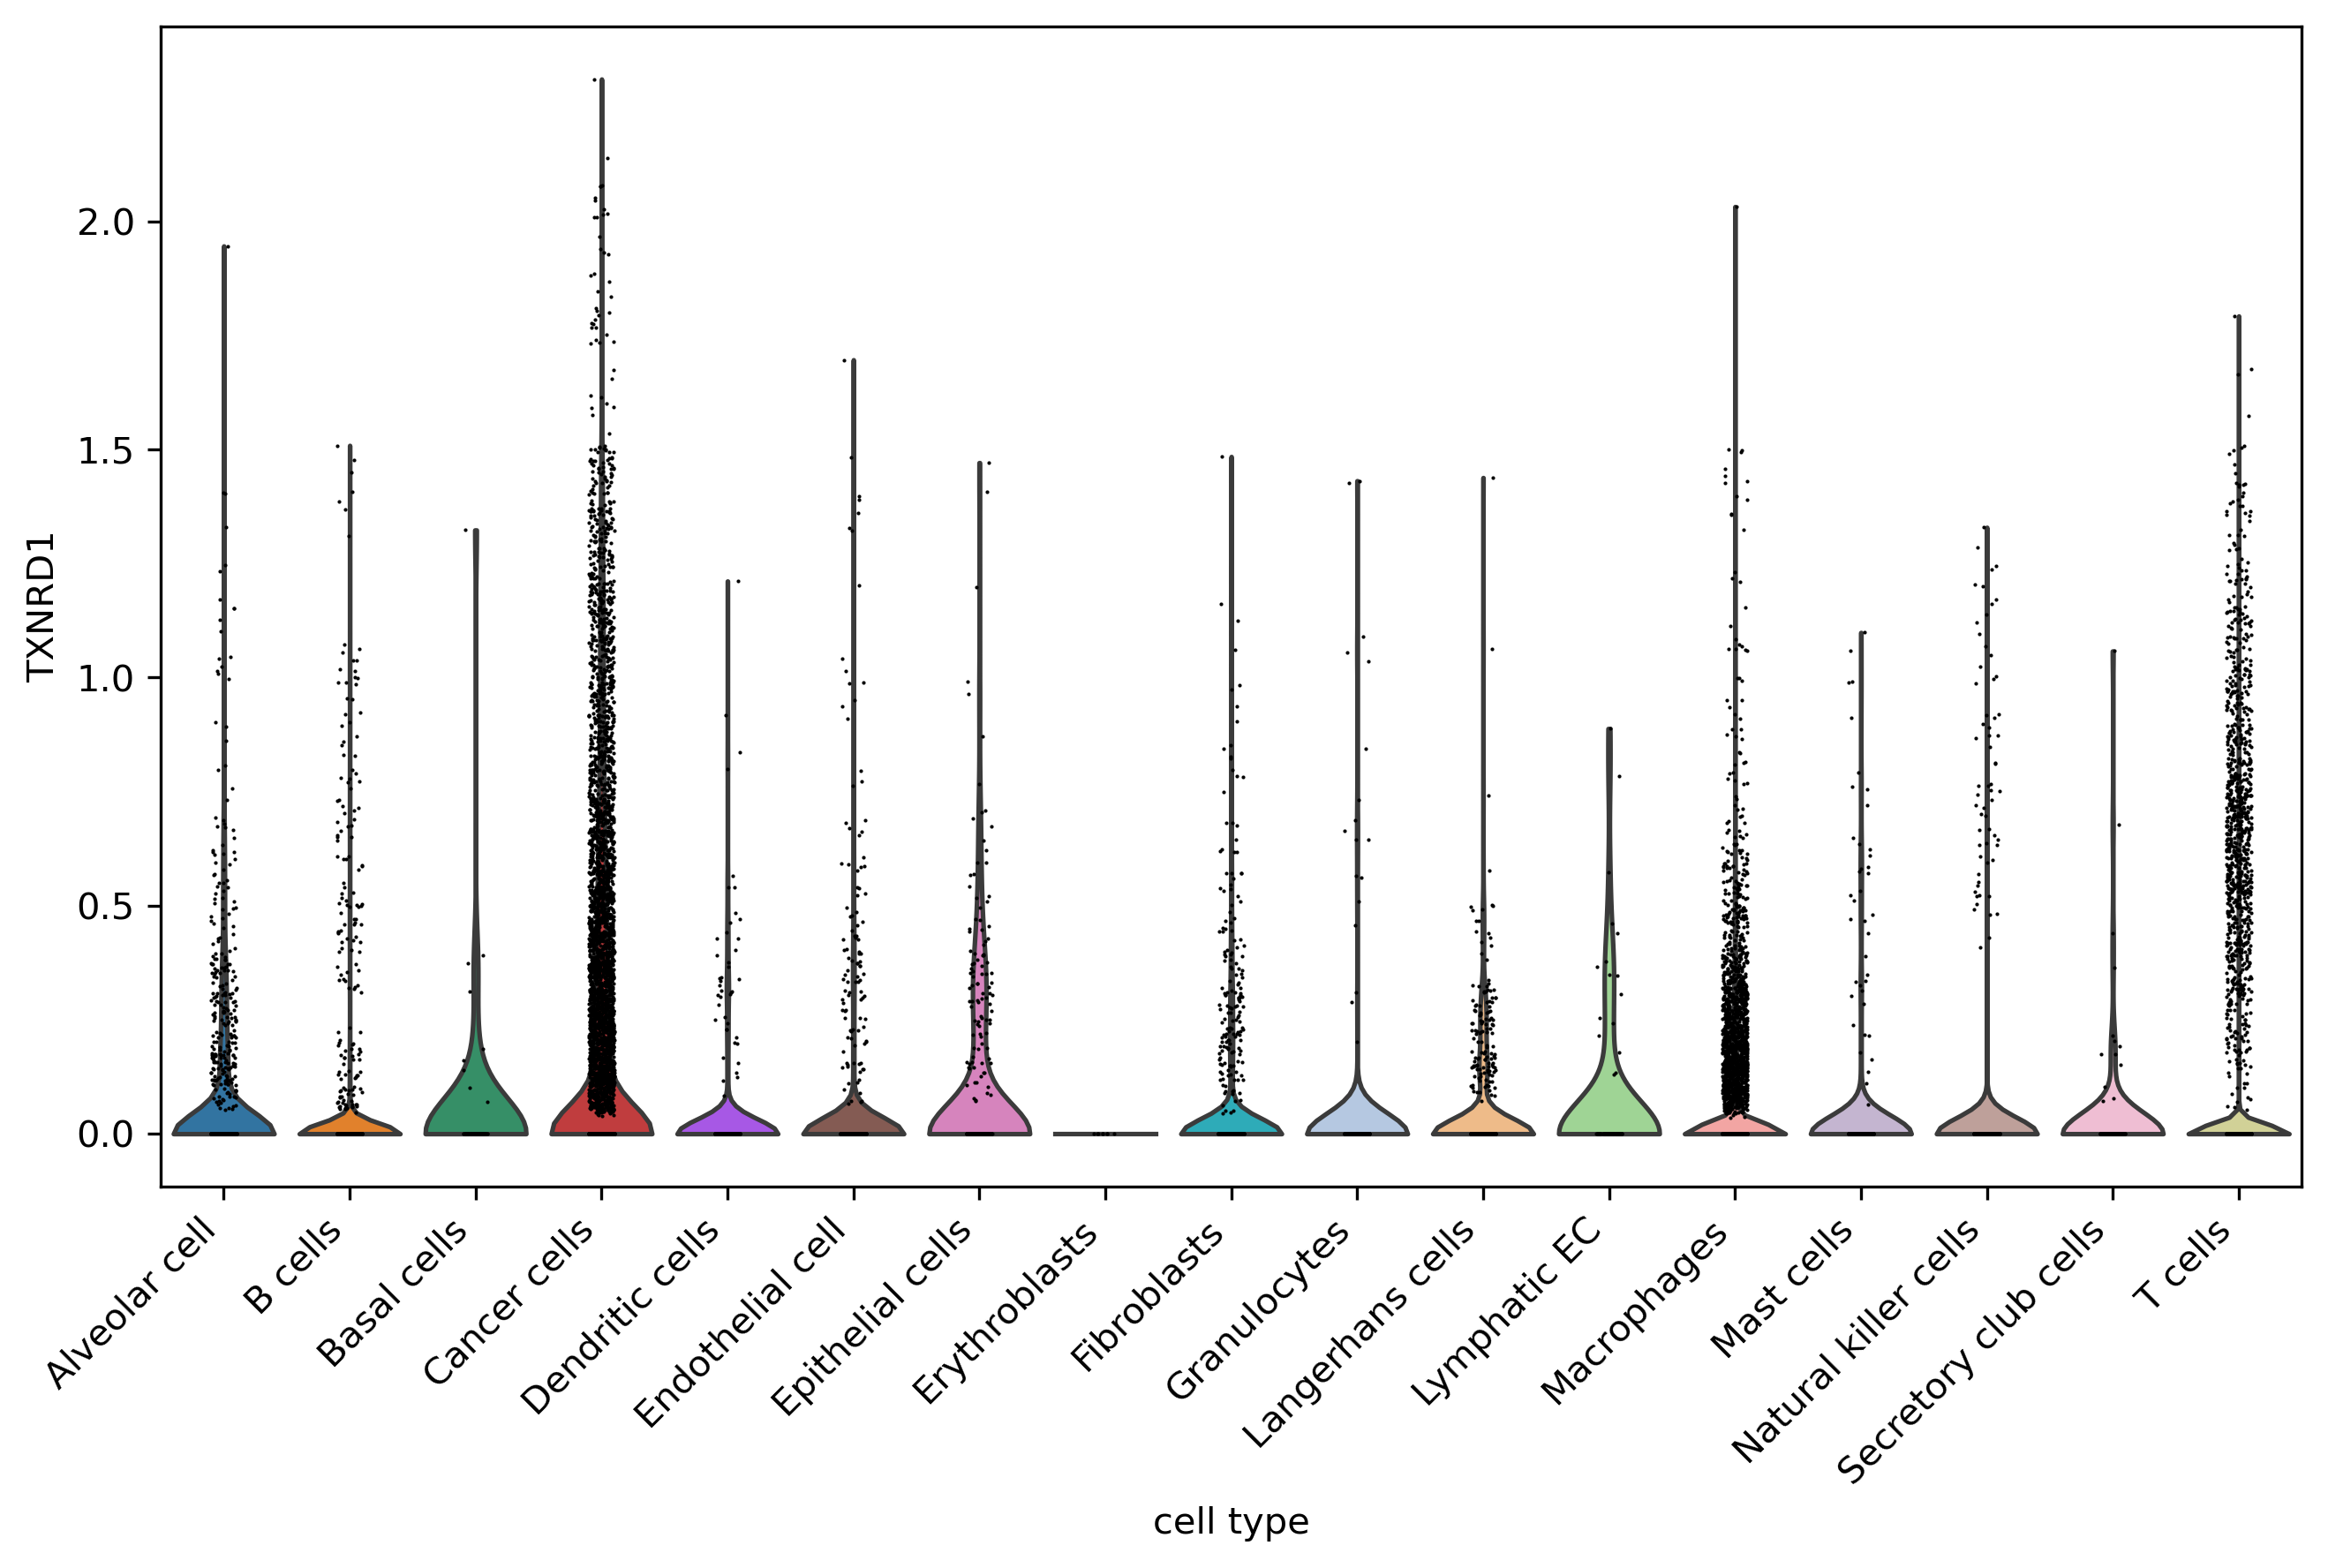 TXNRD1
2.0
1.5
1.0
0.5
0.0
Alveolar cell
B cells
Basal cells
Cancer cells
Dendritic cells
Endothelial cell
Epithelial cells
Erythroblasts
Fibroblasts
Granulocytes
Langerhans cells
Lymphatic EC
Macrophages
Mast cells
Natural killer cells
Secretory club cells
T cells
cell type